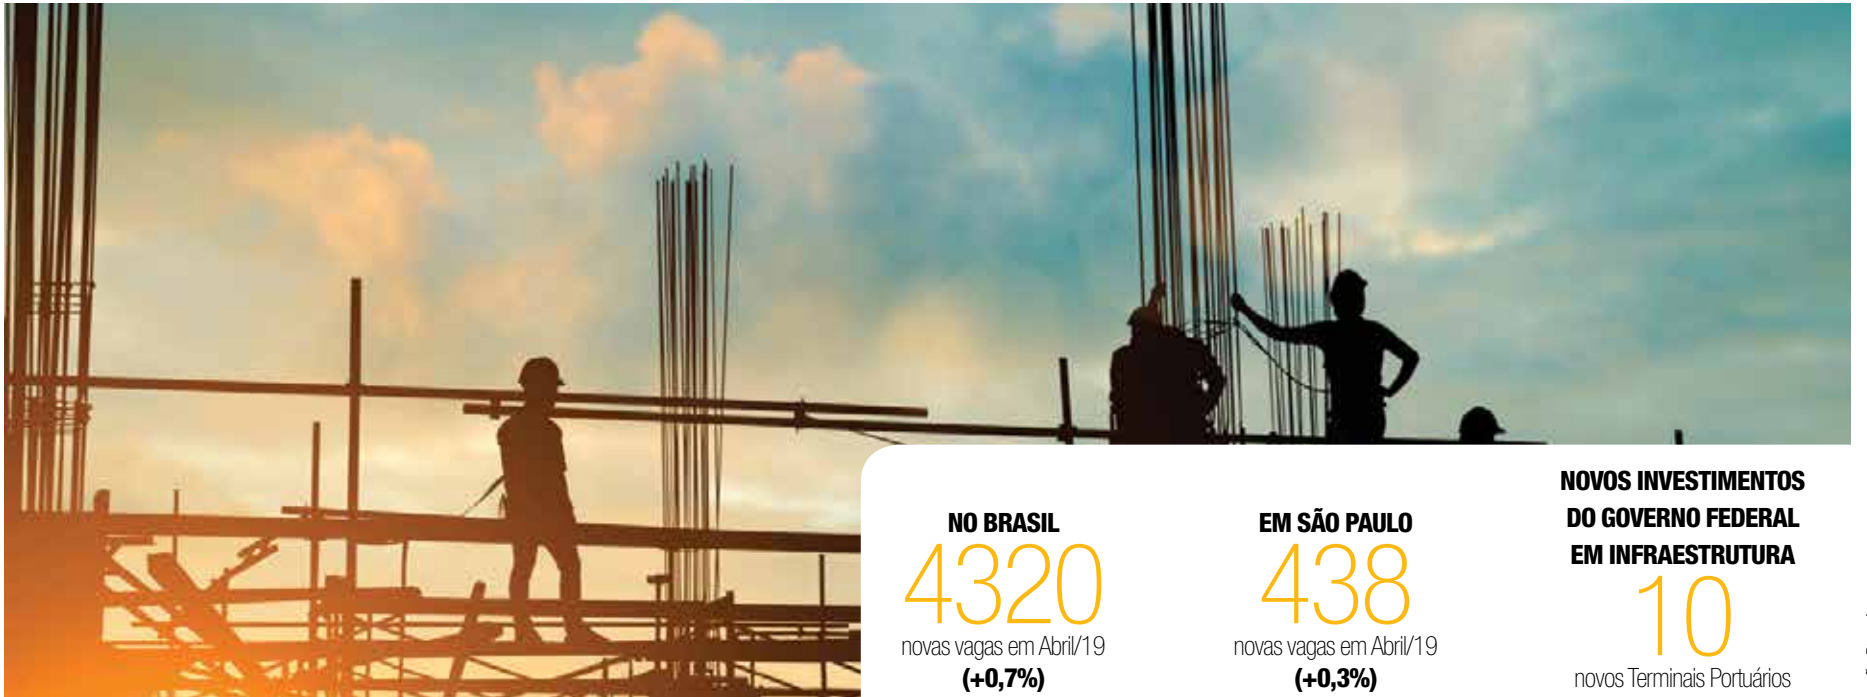 NO BRASIL
4320
novas vagas em Abril/19
(+0,7%)
EM SÃO PAULO
438
novas vagas em Abril/19
(+0,3%)
NOVOS INVESTIMENTOS
DO GOVERNO FEDERAL
EM INFRAESTRUTURA
10
novos Terminais Portuários